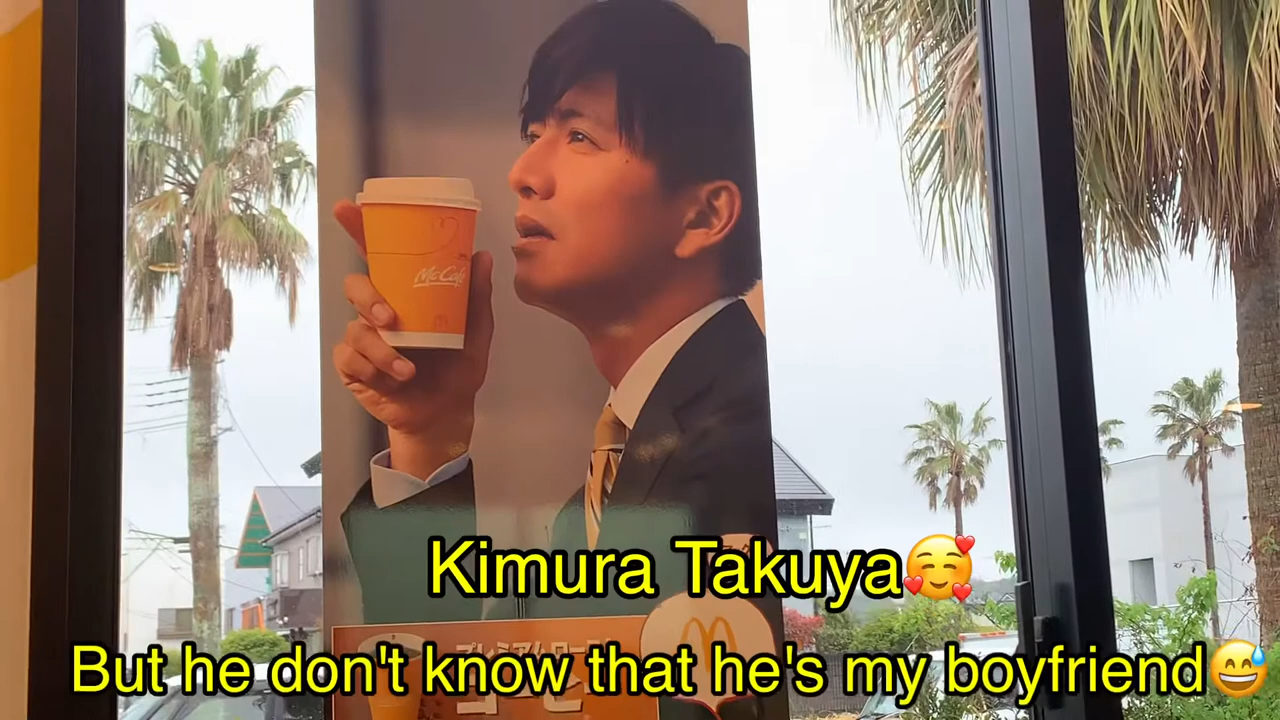 McCafé
Kimura Takuya🥰
But he don't know that he's my boyfriend😅